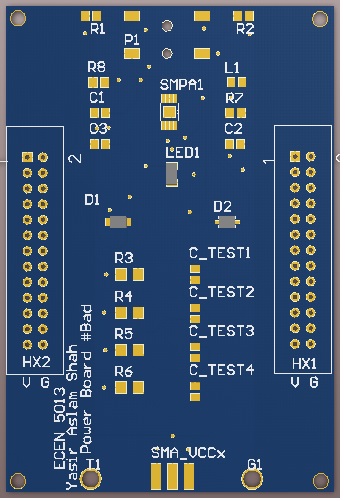 R1
R2
P1
R8
L1
SMPA1
C1
R7
C3
C2
LED1
2
1
D1
D2
C_TEST1
R3
C_TEST2
R4
C_TEST3
R5
HX2
HX1
C_TEST4
R6
V G
V G
ECEN 5013
Yasir Aslam Shah
Power Board #Bad
SMA_VCCx
T1
G1